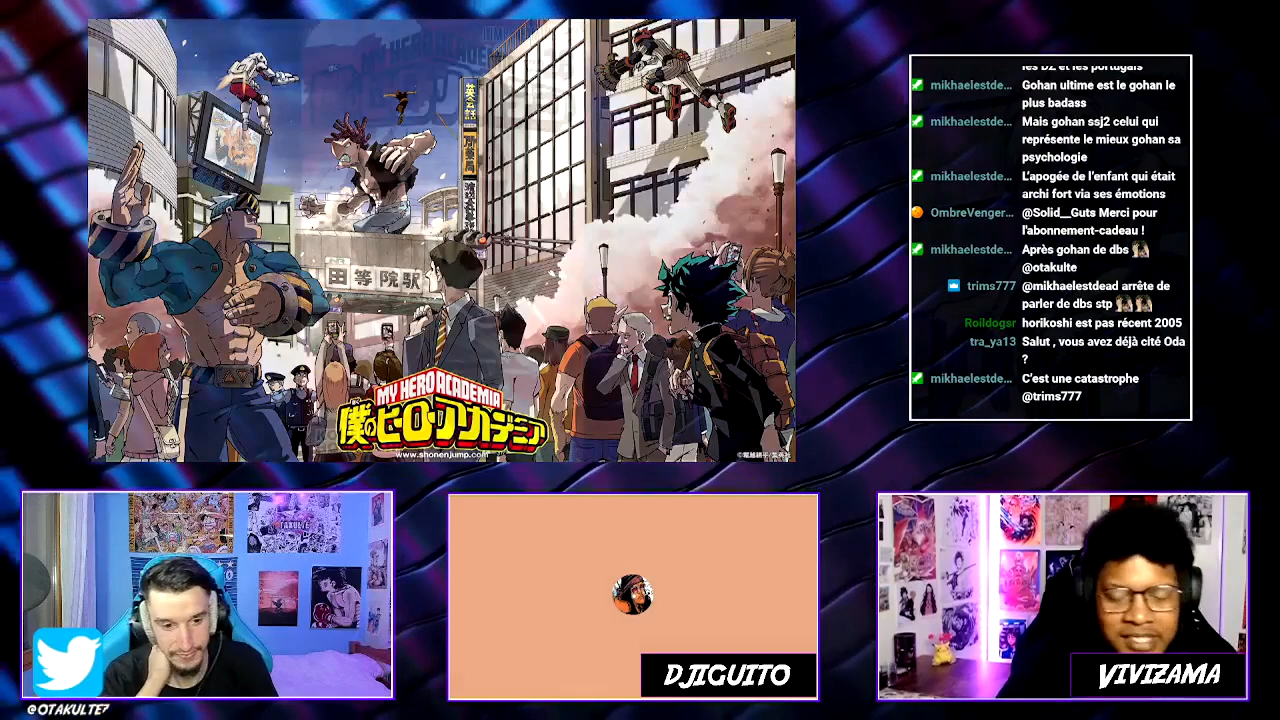 英会話
田等院駅
MY HERO ACADEMIA
僕のヒーローアカデミア
www.shonenjump.com
les DZ et les portugais
mikhaelestde... Gohan ultime est le gohan le
plus badass
mikhaelestde... Mais gohan ssj2 celui qui
représente le mieux gohan sa
psychologie
mikhaelestde... L'apogée de l'enfant qui était
archi fort via ses émotions
OmbreVenger... @Solid__Guts Merci pour
l'abonnement-cadeau !
mikhaelestde... Après gohan de dbs
@otakulte
trims777 @mikhaelestdead arrête de
parler de dbs stp
Roildogsr horikoshi est pas récent 2005
tra_ya13 Salut , vous avez déjà cité Oda
?
mikhaelestde... C'est une catastrophe
@trims777
@OTAKULTE7
DJIGUITO
VIVIZAMA